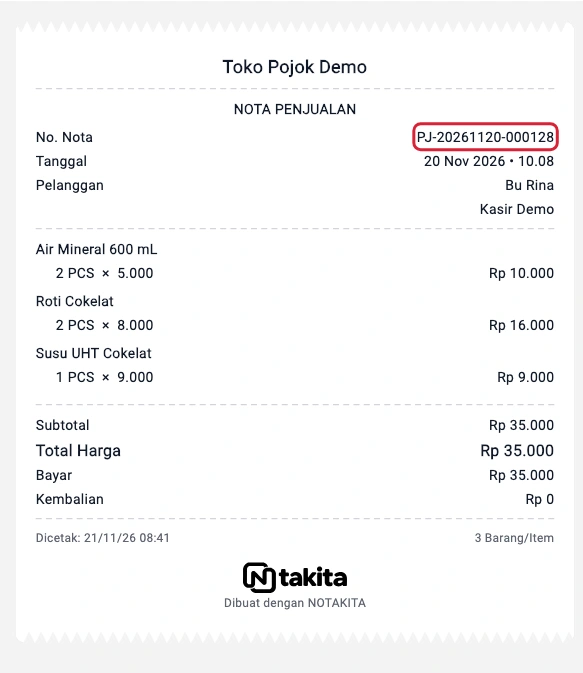 Toko Pojok Demo
NOTA PENJUALAN
No. Nota PJ-20261120-000128
Tanggal 20 Nov 2026 • 10.08
Pelanggan Bu Rina
Kasir Demo
Air Mineral 600 mL
2 PCS × 5.000 Rp 10.000
Roti Cokelat
2 PCS × 8.000 Rp 16.000
Susu UHT Cokelat
1 PCS × 9.000 Rp 9.000
Subtotal Rp 35.000
Total Harga Rp 35.000
Bayar Rp 35.000
Kembalian Rp 0
Dicetak: 21/11/26 08:41 3 Barang/Item
N takita
Dibuat dengan NOTAKITA